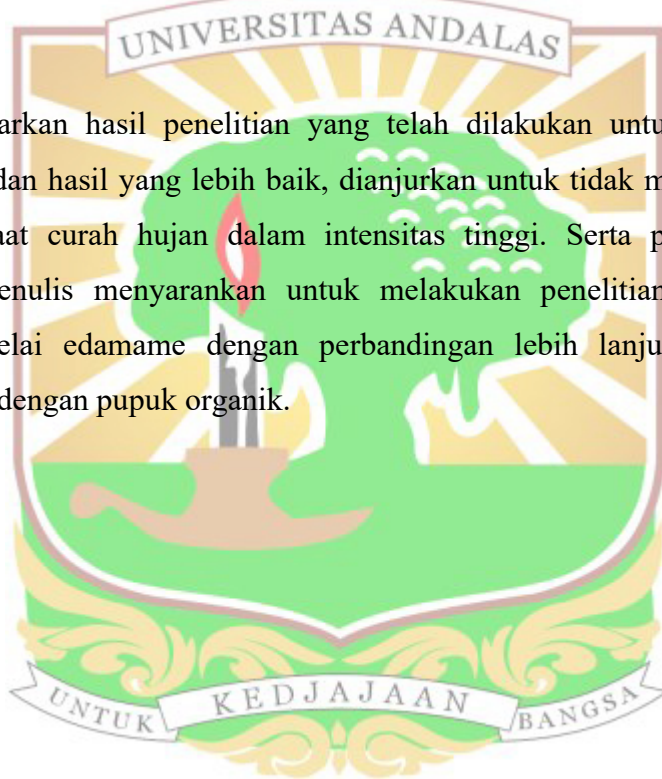 UNIVERSITAS ANDALAS
arkan hasil penelitian yang telah dilakukan untu
dan hasil yang lebih baik, dianjurkan untuk tidak m
aat curah hujan dalam intensitas tinggi. Serta p
enulis menyarankan untuk melakukan penelitian
elai edamame dengan perbandingan lebih lanju
dengan pupuk organik.
UNTUK KEDJAJAAN BANGSA